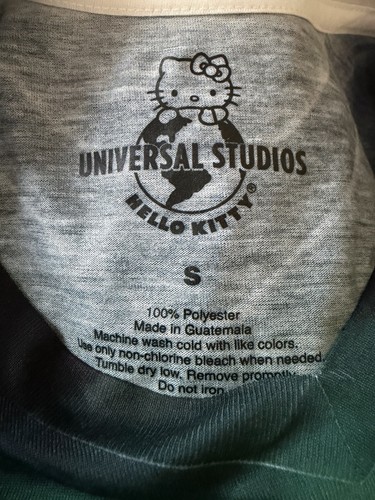 UNIVERSAL STUDIOS
HELLO KITTY®
S
100% Polyester
Made in Guatemala
Machine wash cold with like colors.
Use only non-chlorine bleach when needed.
Tumble dry low. Remove promptly
Do not iron